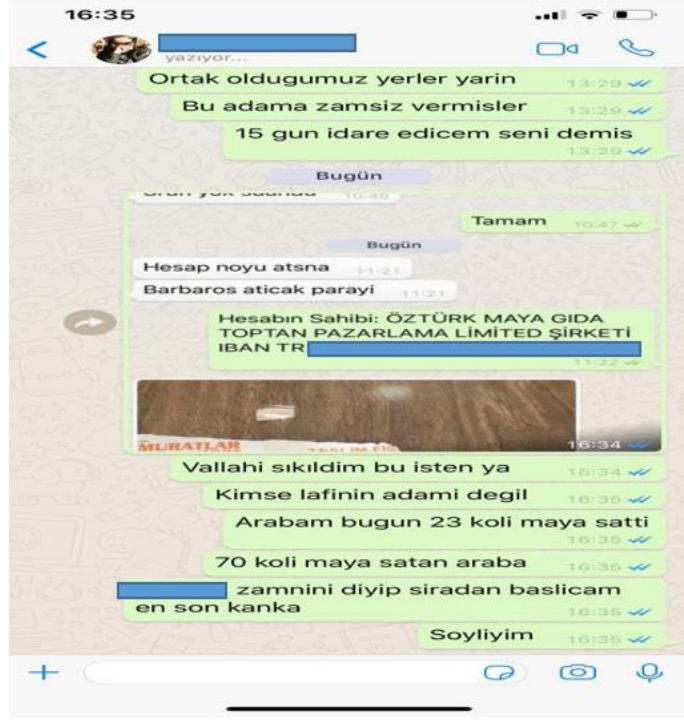 16:35
yazıyor...
Ortak oldugumuz yerler yarin 13:29
Bu adama zamsiz vermisler 13:29
15 gun idare edicem seni demis
13:29
Bugün
10:46
Tamam 10:47
Bugün
Hesap noyu atsna 11:21
Barbaros aticak parayi 11:21
Hesabın Sahibi: ÖZTÜRK MAYA GIDA
TOPTAN PAZARLAMA LİMİTED ŞİRKETİ
IBAN TR
11:22
MURATLAR
16:34
Vallahi sıkıldim bu isten ya 16:34
Kimse lafinin adami degil 16:35
Arabam bugun 23 koli maya satti
16:35
70 koli maya satan araba 16:35
zamnini diyip siradan baslicam
en son kanka 16:35
Soyliyim 16:35